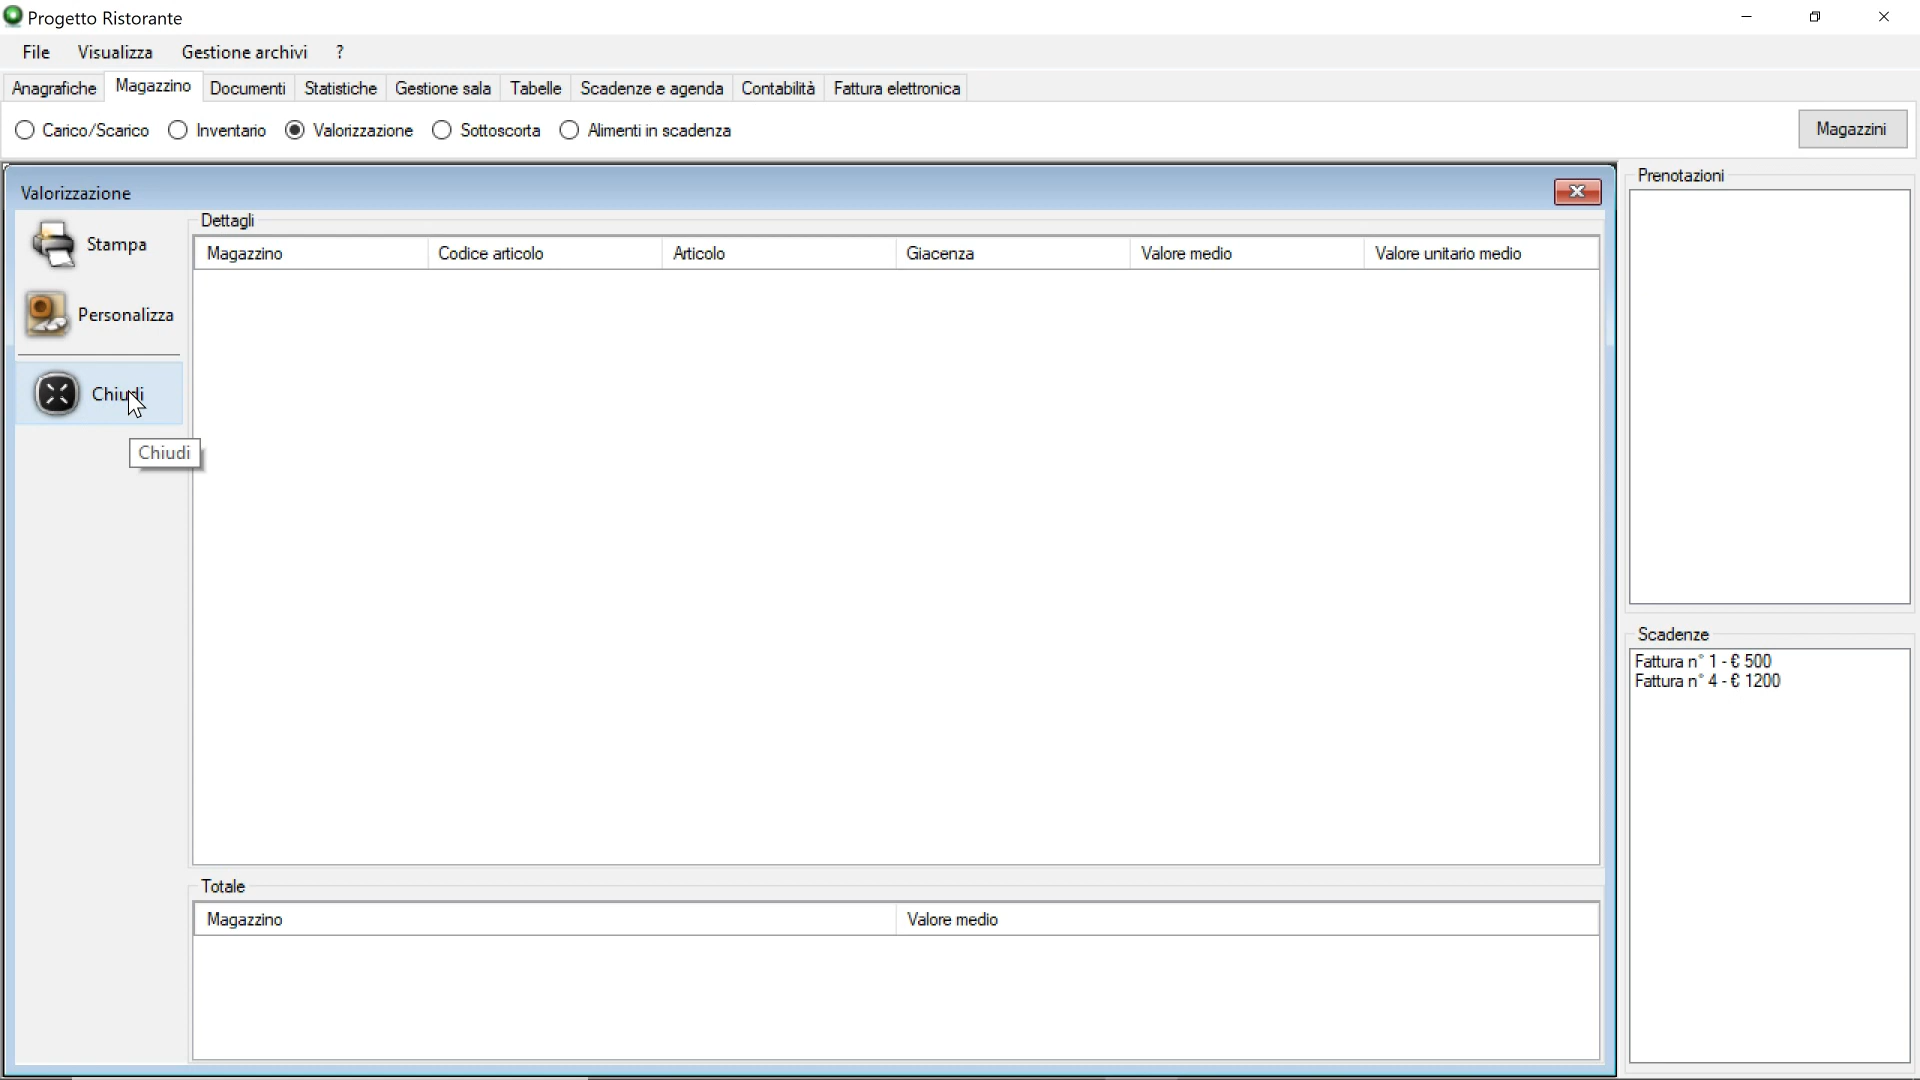 Progetto Ristorante
File Visualizza Gestione archivi ?
Anagrafiche Magazzino Documenti Statistiche Gestione sala Tabelle Scadenze e agenda Contabilità Fattura elettronica
Carico/Scarico Inventario Valorizzazione Sottoscorta Alimenti in scadenza Magazzini
Valorizzazione
Stampa
Personalizza
Chiudi
Chiudi
Dettagli
Magazzino Codice articolo Articolo Giacenza Valore medio Valore unitario medio
Totale
Magazzino Valore medio
Prenotazioni
Scadenze
Fattura n° 1 - € 500
Fattura n° 4 - € 1200